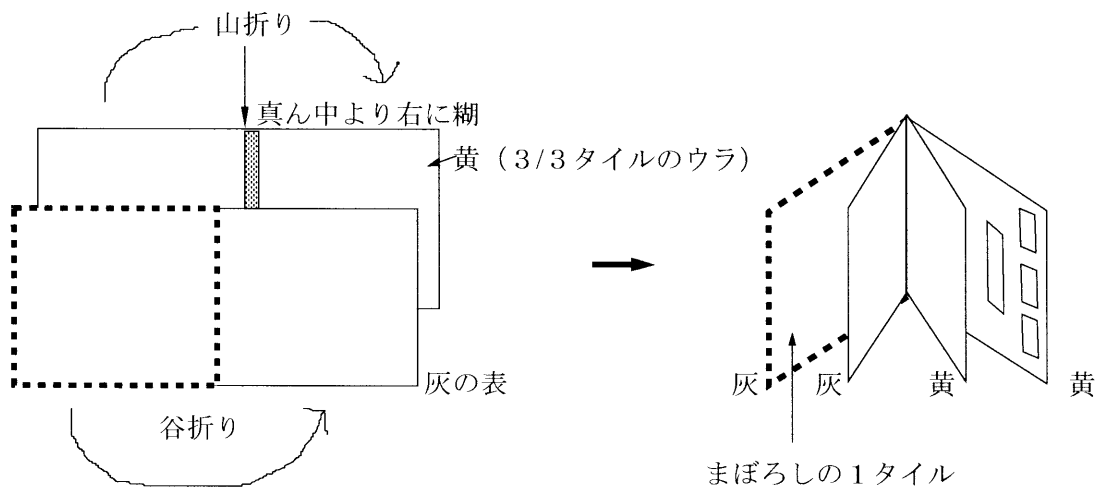 山折り
真ん中より右に糊
黄（3/3タイルのウラ）
灰の表
谷折り
灰
灰
黄
黄
まぼろしの1タイル